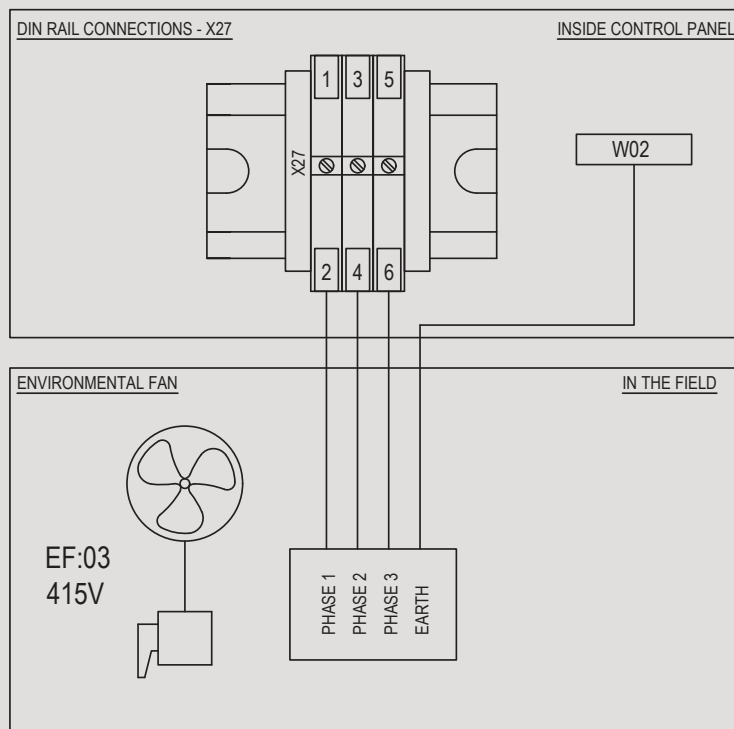 DIN RAIL CONNECTIONS - X27
INSIDE CONTROL PANEL
1 3 5
X27
W02
2 4 6
ENVIRONMENTAL FAN
IN THE FIELD
EF:03
415V
PHASE 1
PHASE 2
PHASE 3
EARTH